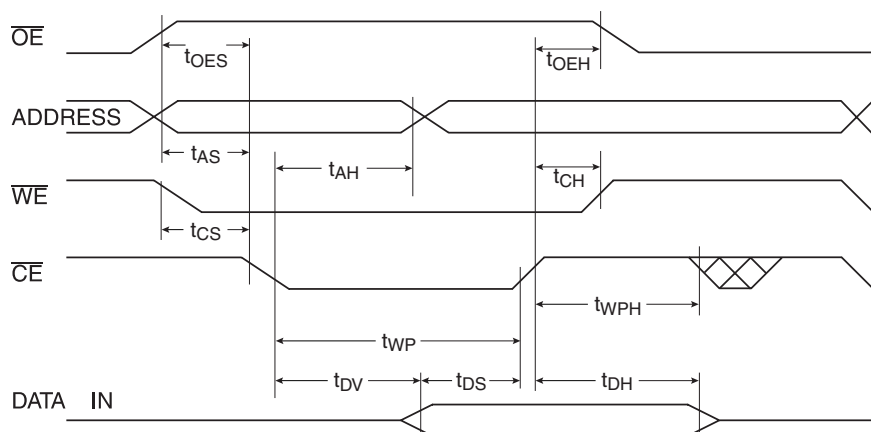 OE
tOES
tOEH
ADDRESS
tAS
tAH
tCH
WE
tCS
CE
tWPH
tWP
tDV
tDS
tDH
DATA IN